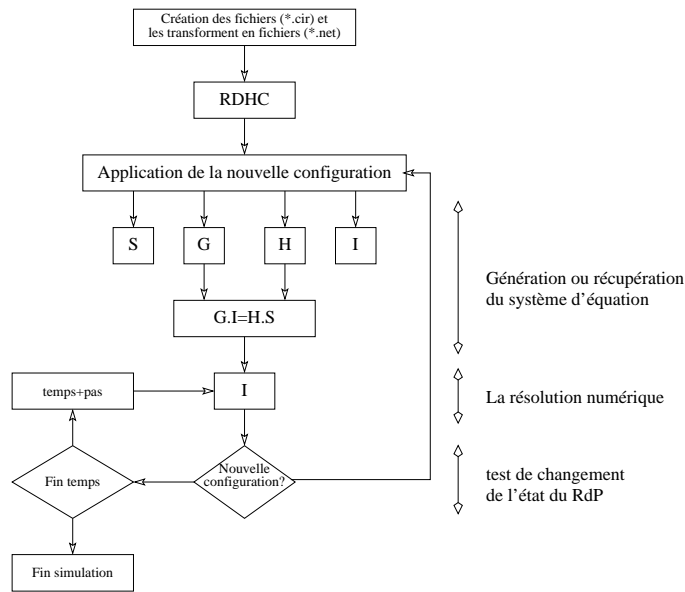 Création des fichiers (*.cir) et
les transforment en fichiers (*.net)
RDHC
Application de la nouvelle configuration
S
G
H
I
G.I=H.S
Génération ou récupération
du système d'équation
temps+pas
I
La résolution numérique
Fin temps
Nouvelle
configuration?
test de changement
de l'état du RdP
Fin simulation